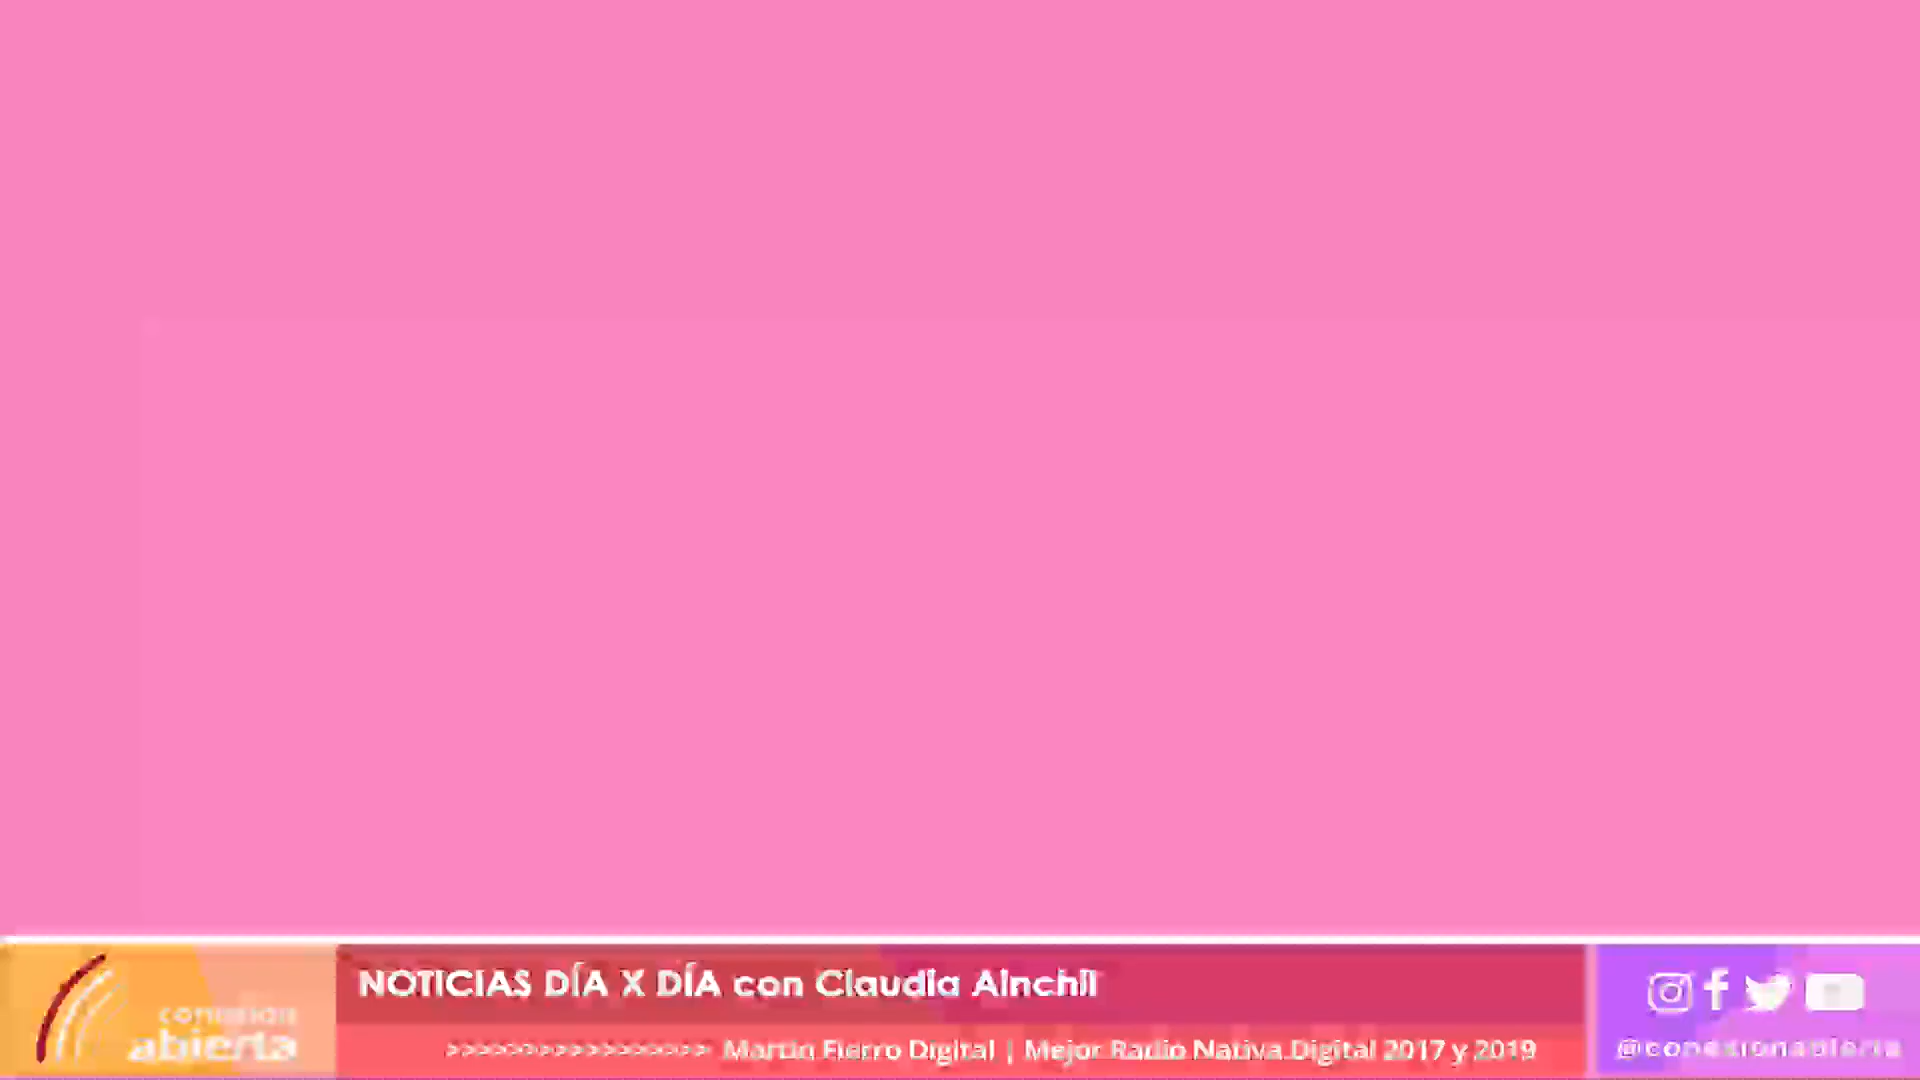 NOTICIAS DÍA X DÍA con Claudia Ainchil
conexión
abierta
>>>>>>>>>>>>>>>>>> Martín Fierro Digital | Mejor Radio Nativa Digital 2017 y 2019
@conexionabierta